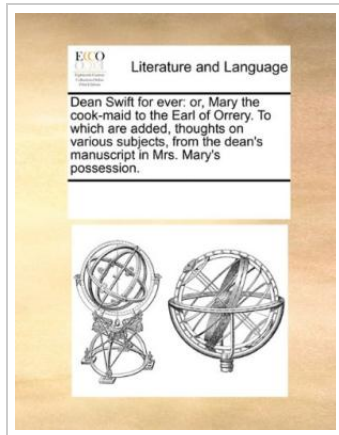 ECCO
Literature and Language
Dean Swift for ever: or, Mary the
cook-maid to the Earl of Orrery. To
which are added, thoughts on
various subjects, from the dean's
manuscript in Mrs. Mary's
possession.